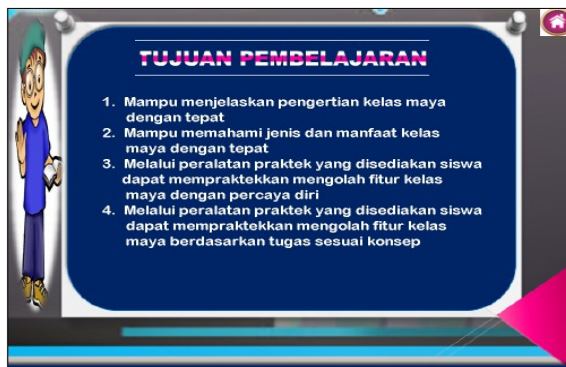 TUJUAN PEMBELAJARAN
1. Mampu menjelaskan pengertian kelas maya
dengan tepat
2. Mampu memahami jenis dan manfaat kelas
maya dengan tepat
3. Melalui peralatan praktek yang disediakan siswa
dapat mempraktekkan mengolah fitur kelas
maya dengan percaya diri
4. Melalui peralatan praktek yang disediakan siswa
dapat mempraktekkan mengolah fitur kelas
maya berdasarkan tugas sesuai konsep